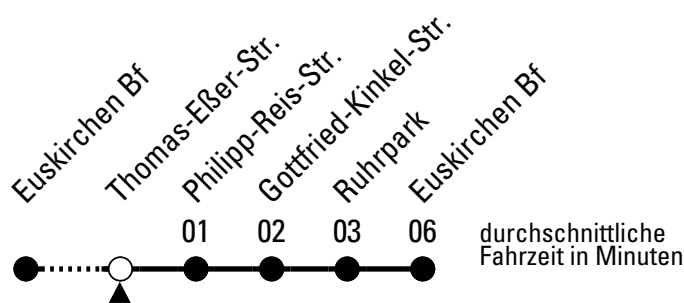 Euskirchen Bf
Thomas-Eßer-Str.
Philipp-Reis-Str.
Gottfried-Kinkel-Str.
Ruhrpark
Euskirchen Bf
01 02 03 06
durchschnittliche
Fahrzeit in Minuten